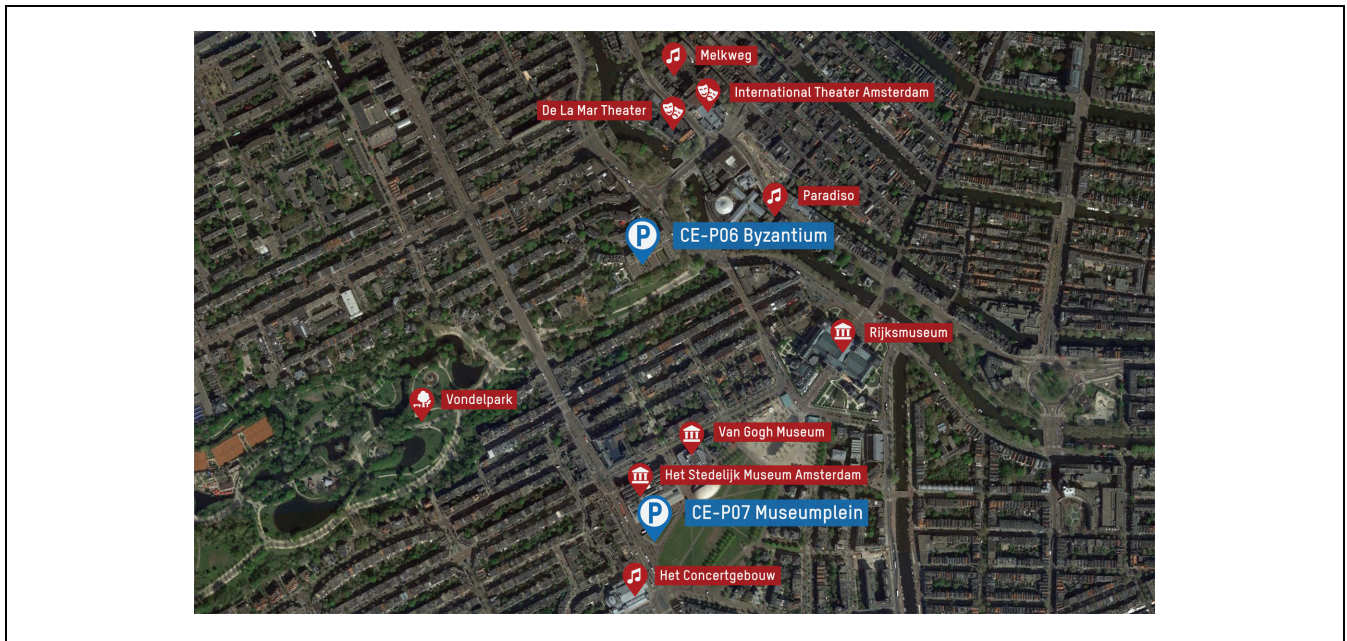 Melkweg
International Theater Amsterdam
De La Mar Theater
Paradiso
P
CE-P06 Byzantium
Rijksmuseum
Vondelpark
Van Gogh Museum
Het Stedelijk Museum Amsterdam
P
CE-P07 Museumplein
Het Concertgebouw